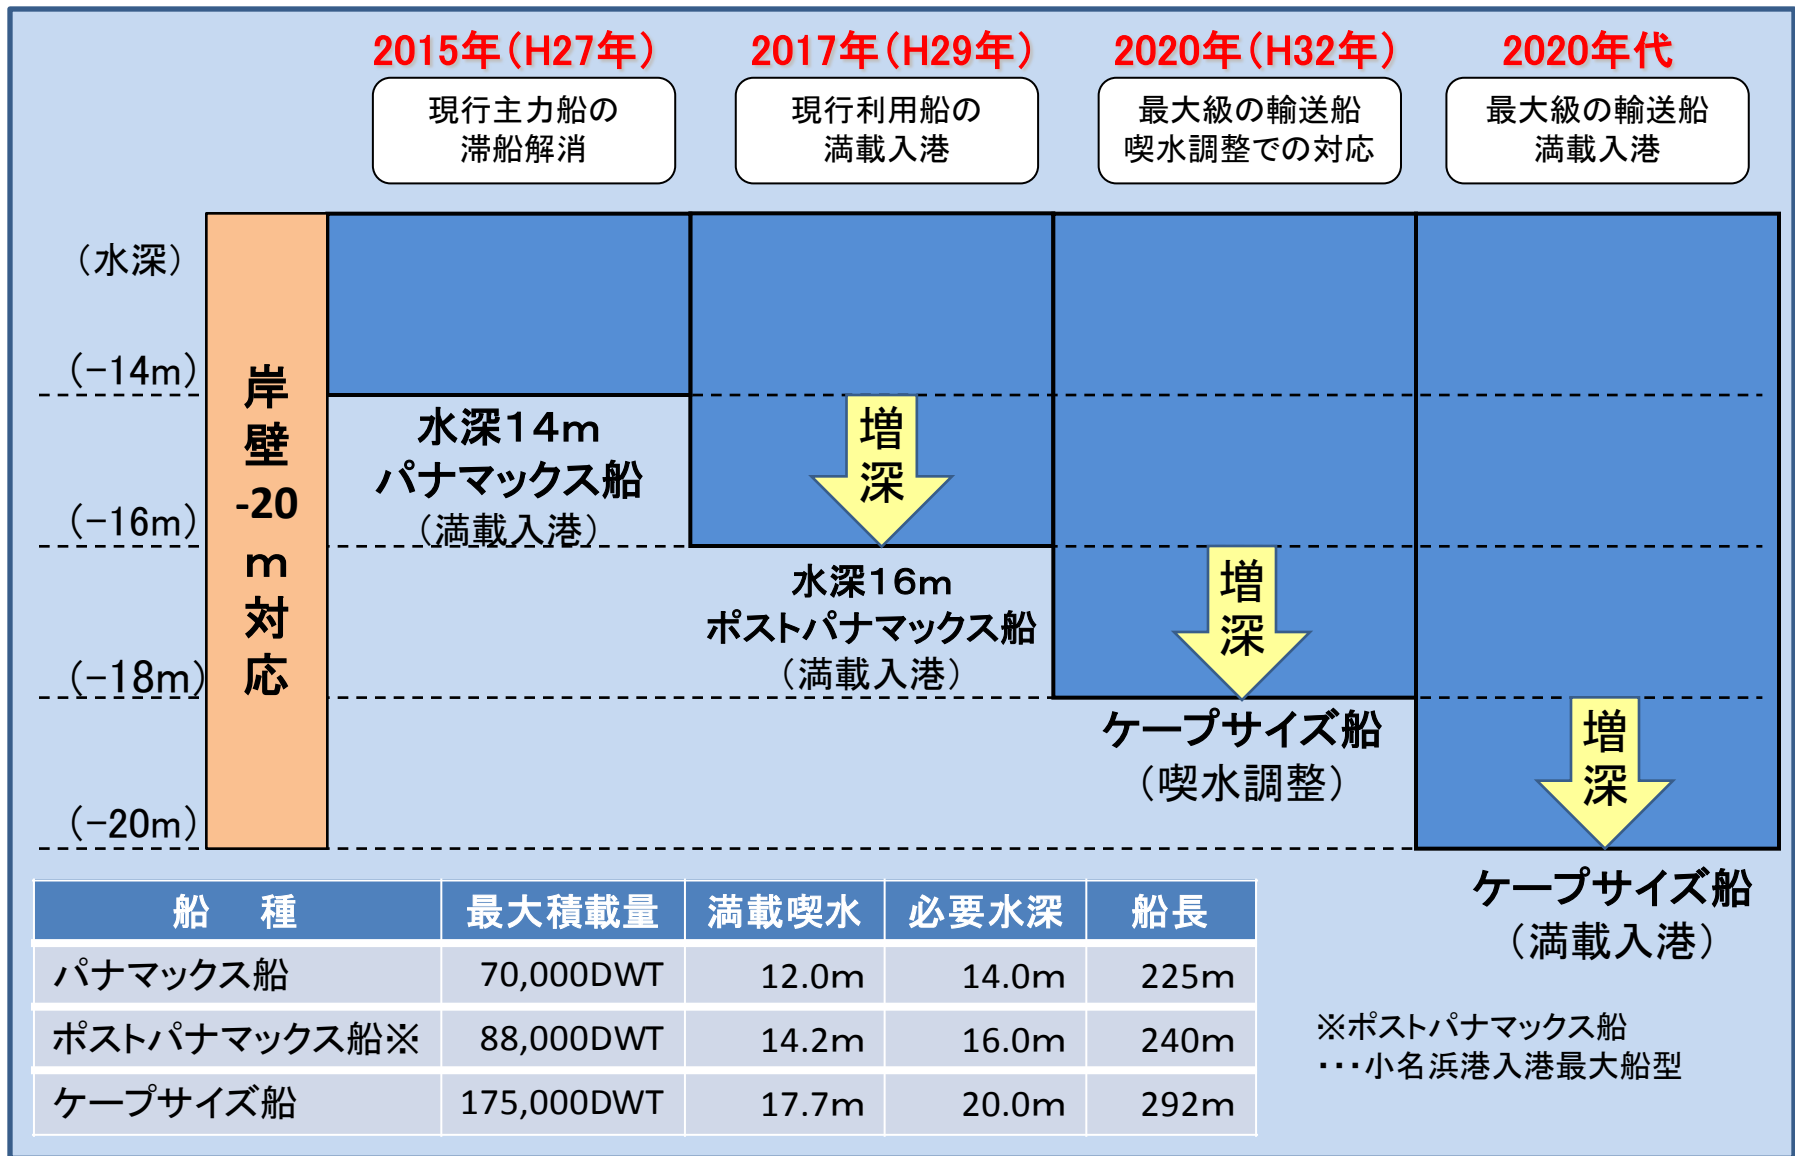 2015年（H27年）
2017年（H29年）
2020年（H32年）
2020年代
現行主力船の
滞船解消
現行利用船の
満載入港
最大級の輸送船
喫水調整での対応
最大級の輸送船
満載入港
（水深）
（-14m）
（-16m）
（-18m）
（-20m）
岸
壁
-20
m
対
応
水深14m
パナマックス船
（満載入港）
増
深
水深16m
ポストパナマックス船
（満載入港）
増
深
ケープサイズ船
（喫水調整）
増
深
ケープサイズ船
（満載入港）
船　種 最大積載量 満載喫水 必要水深 船長
パナマックス船 70,000DWT 12.0m 14.0m 225m
ポストパナマックス船※ 88,000DWT 14.2m 16.0m 240m
ケープサイズ船 175,000DWT 17.7m 20.0m 292m
※ポストパナマックス船
・・・小名浜港入港最大船型